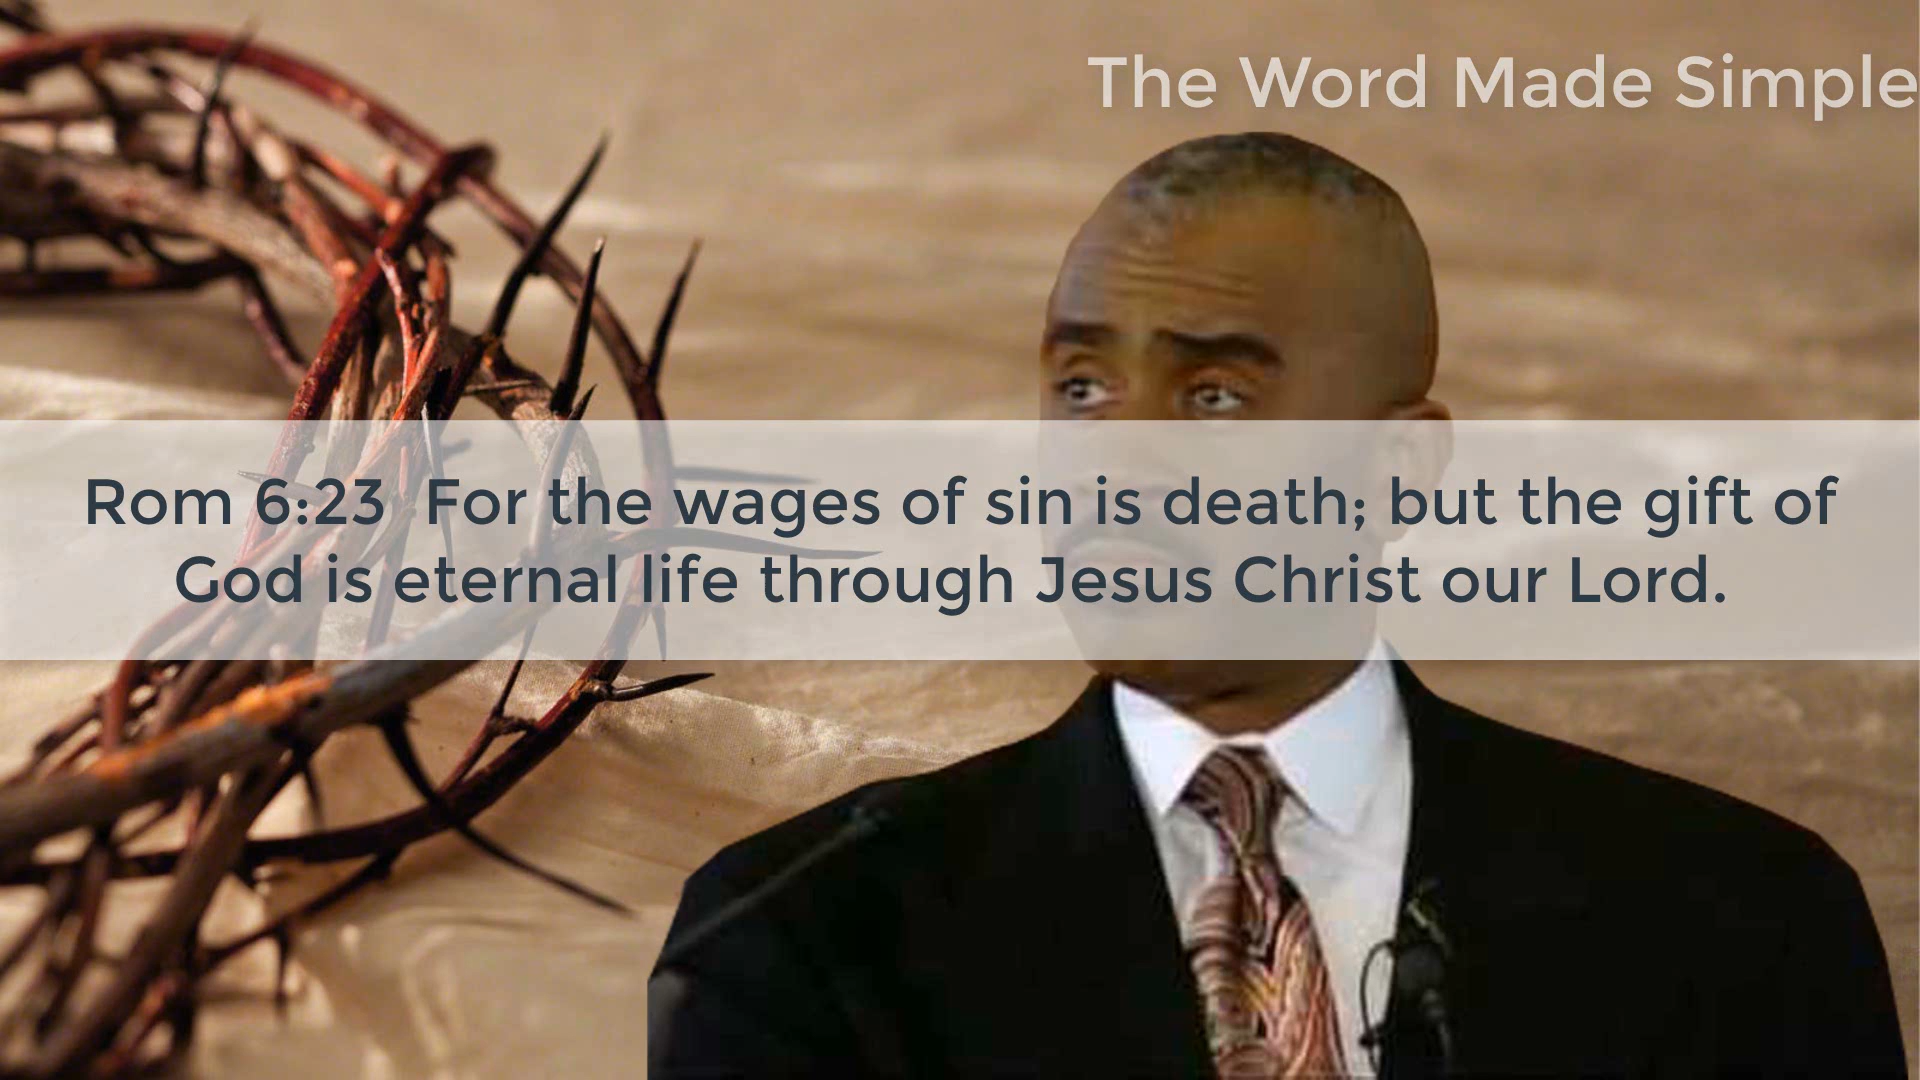 The Word Made Simple
Rom 6:23  For the wages of sin is death; but the gift of
God is eternal life through Jesus Christ our Lord.